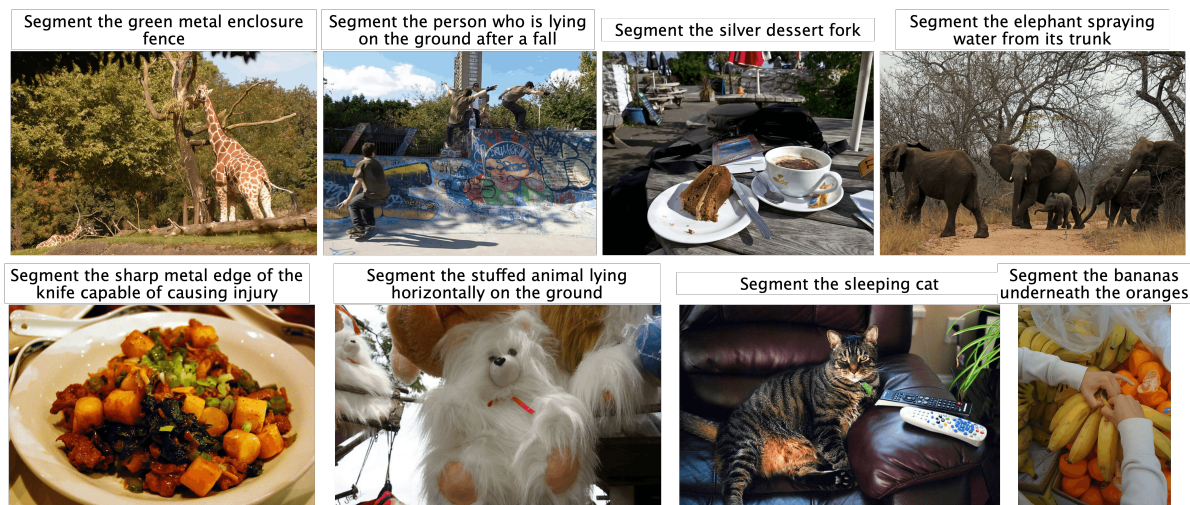 Segment the green metal enclosure
fence
Segment the person who is lying
on the ground after a fall
Segment the silver dessert fork
Segment the elephant spraying
water from its trunk
Segment the sharp metal edge of the
knife capable of causing injury
Segment the stuffed animal lying
horizontally on the ground
Segment the sleeping cat
Segment the bananas
underneath the oranges